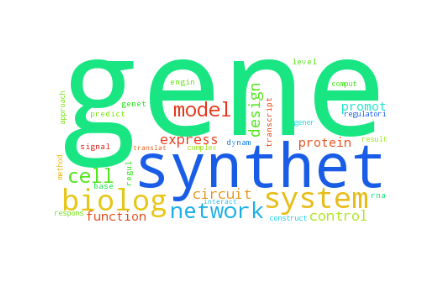 gene
level
engin
comput
approach
genet
predict
model
design
transcript
promot
regulatori
gener
signal
express
translat
complex
dynam
protein
result
synthet
method
cell
base
regul
biolog
circuit
system
rna
interact
respons
function
network
construct
control